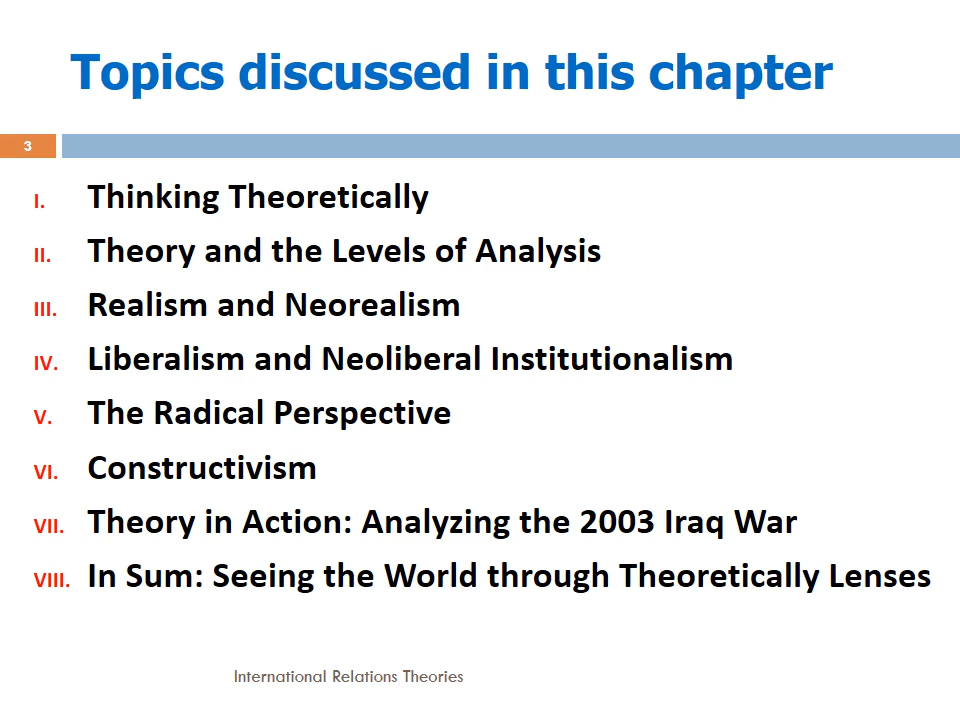 Topics discussed in this chapter
3
I. Thinking Theoretically
II. Theory and the Levels of Analysis
III. Realism and Neorealism
IV. Liberalism and Neoliberal Institutionalism
V. The Radical Perspective
VI. Constructivism
VII. Theory in Action: Analyzing the 2003 Iraq War
VIII. In Sum: Seeing the World through Theoretically Lenses
International Relations Theories